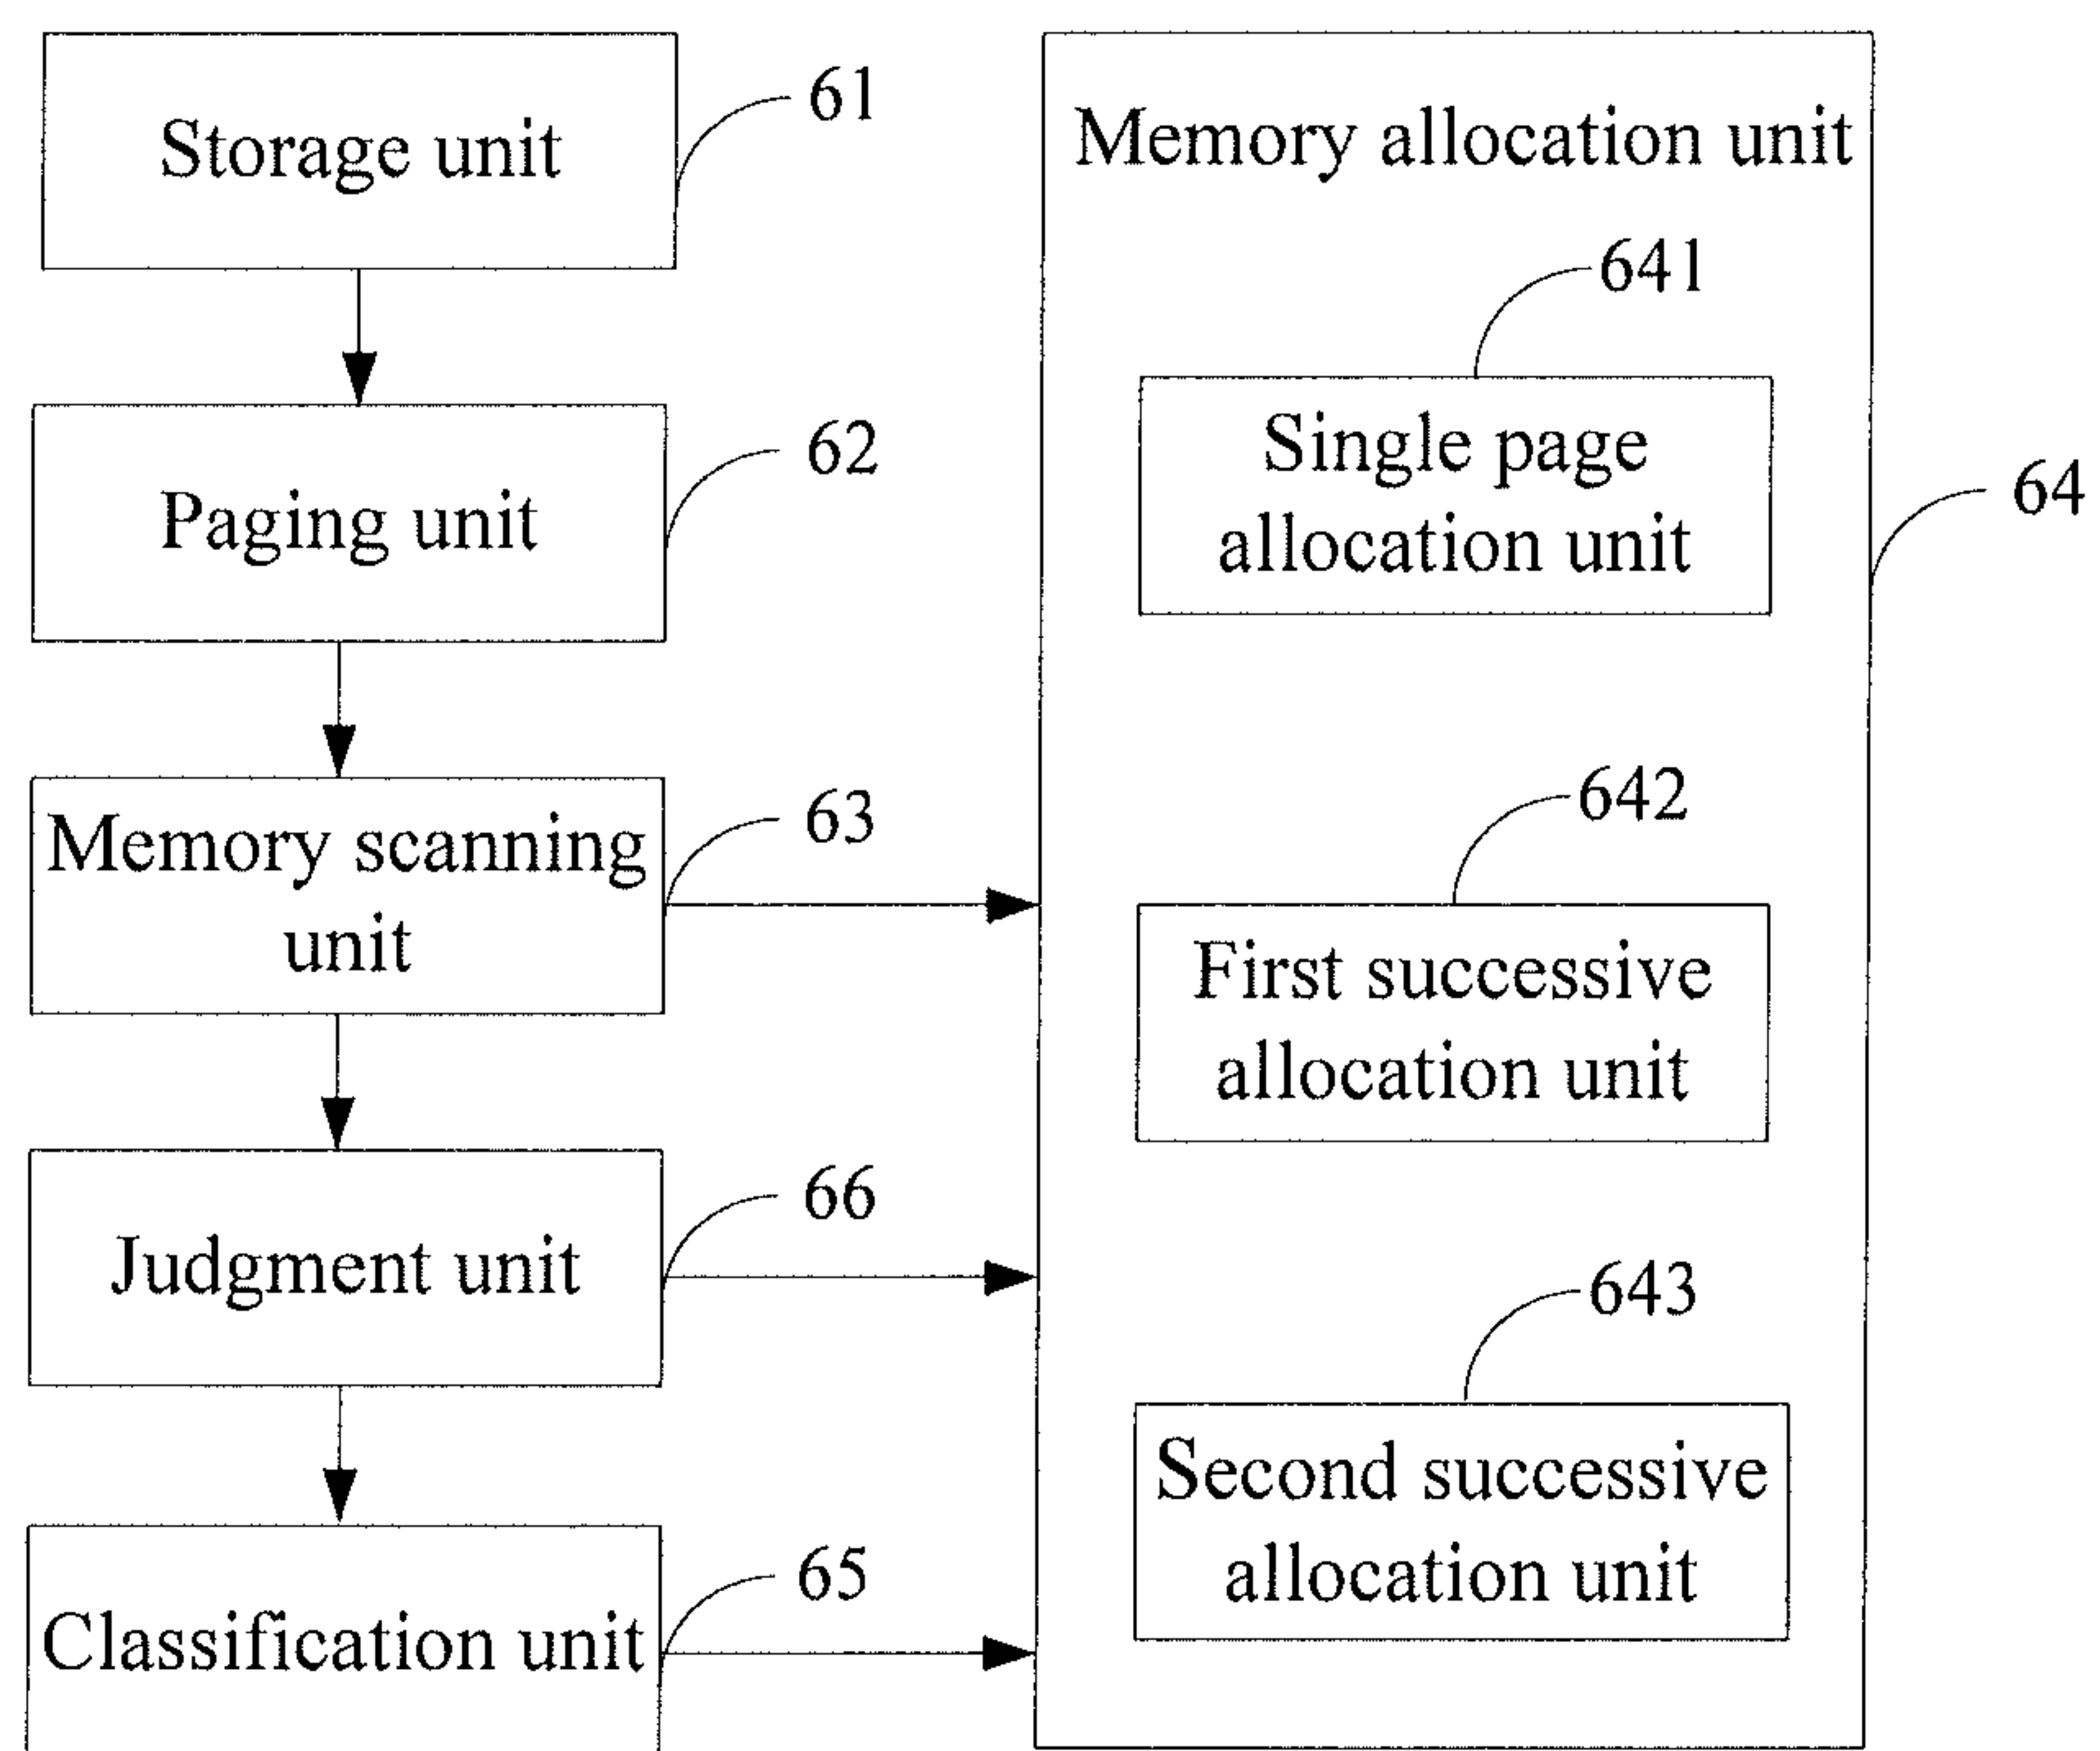 Storage unit
61
Paging unit
62
Memory scanning
unit
63
Judgment unit
66
Classification unit
65
Memory allocation unit
64
641
Single page
allocation unit
642
First successive
allocation unit
643
Second successive
allocation unit